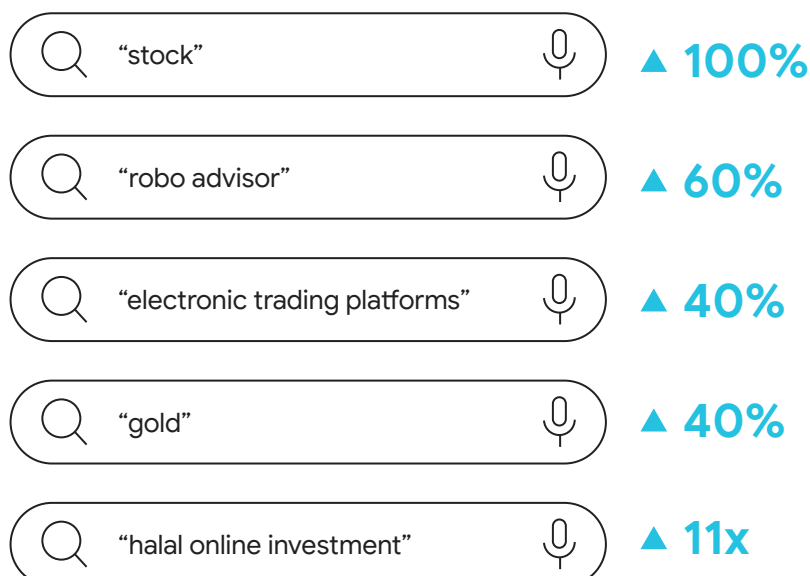 “stock” ▲ 100%
“robo advisor” ▲ 60%
“electronic trading platforms” ▲ 40%
“gold” ▲ 40%
“halal online investment” ▲ 11x